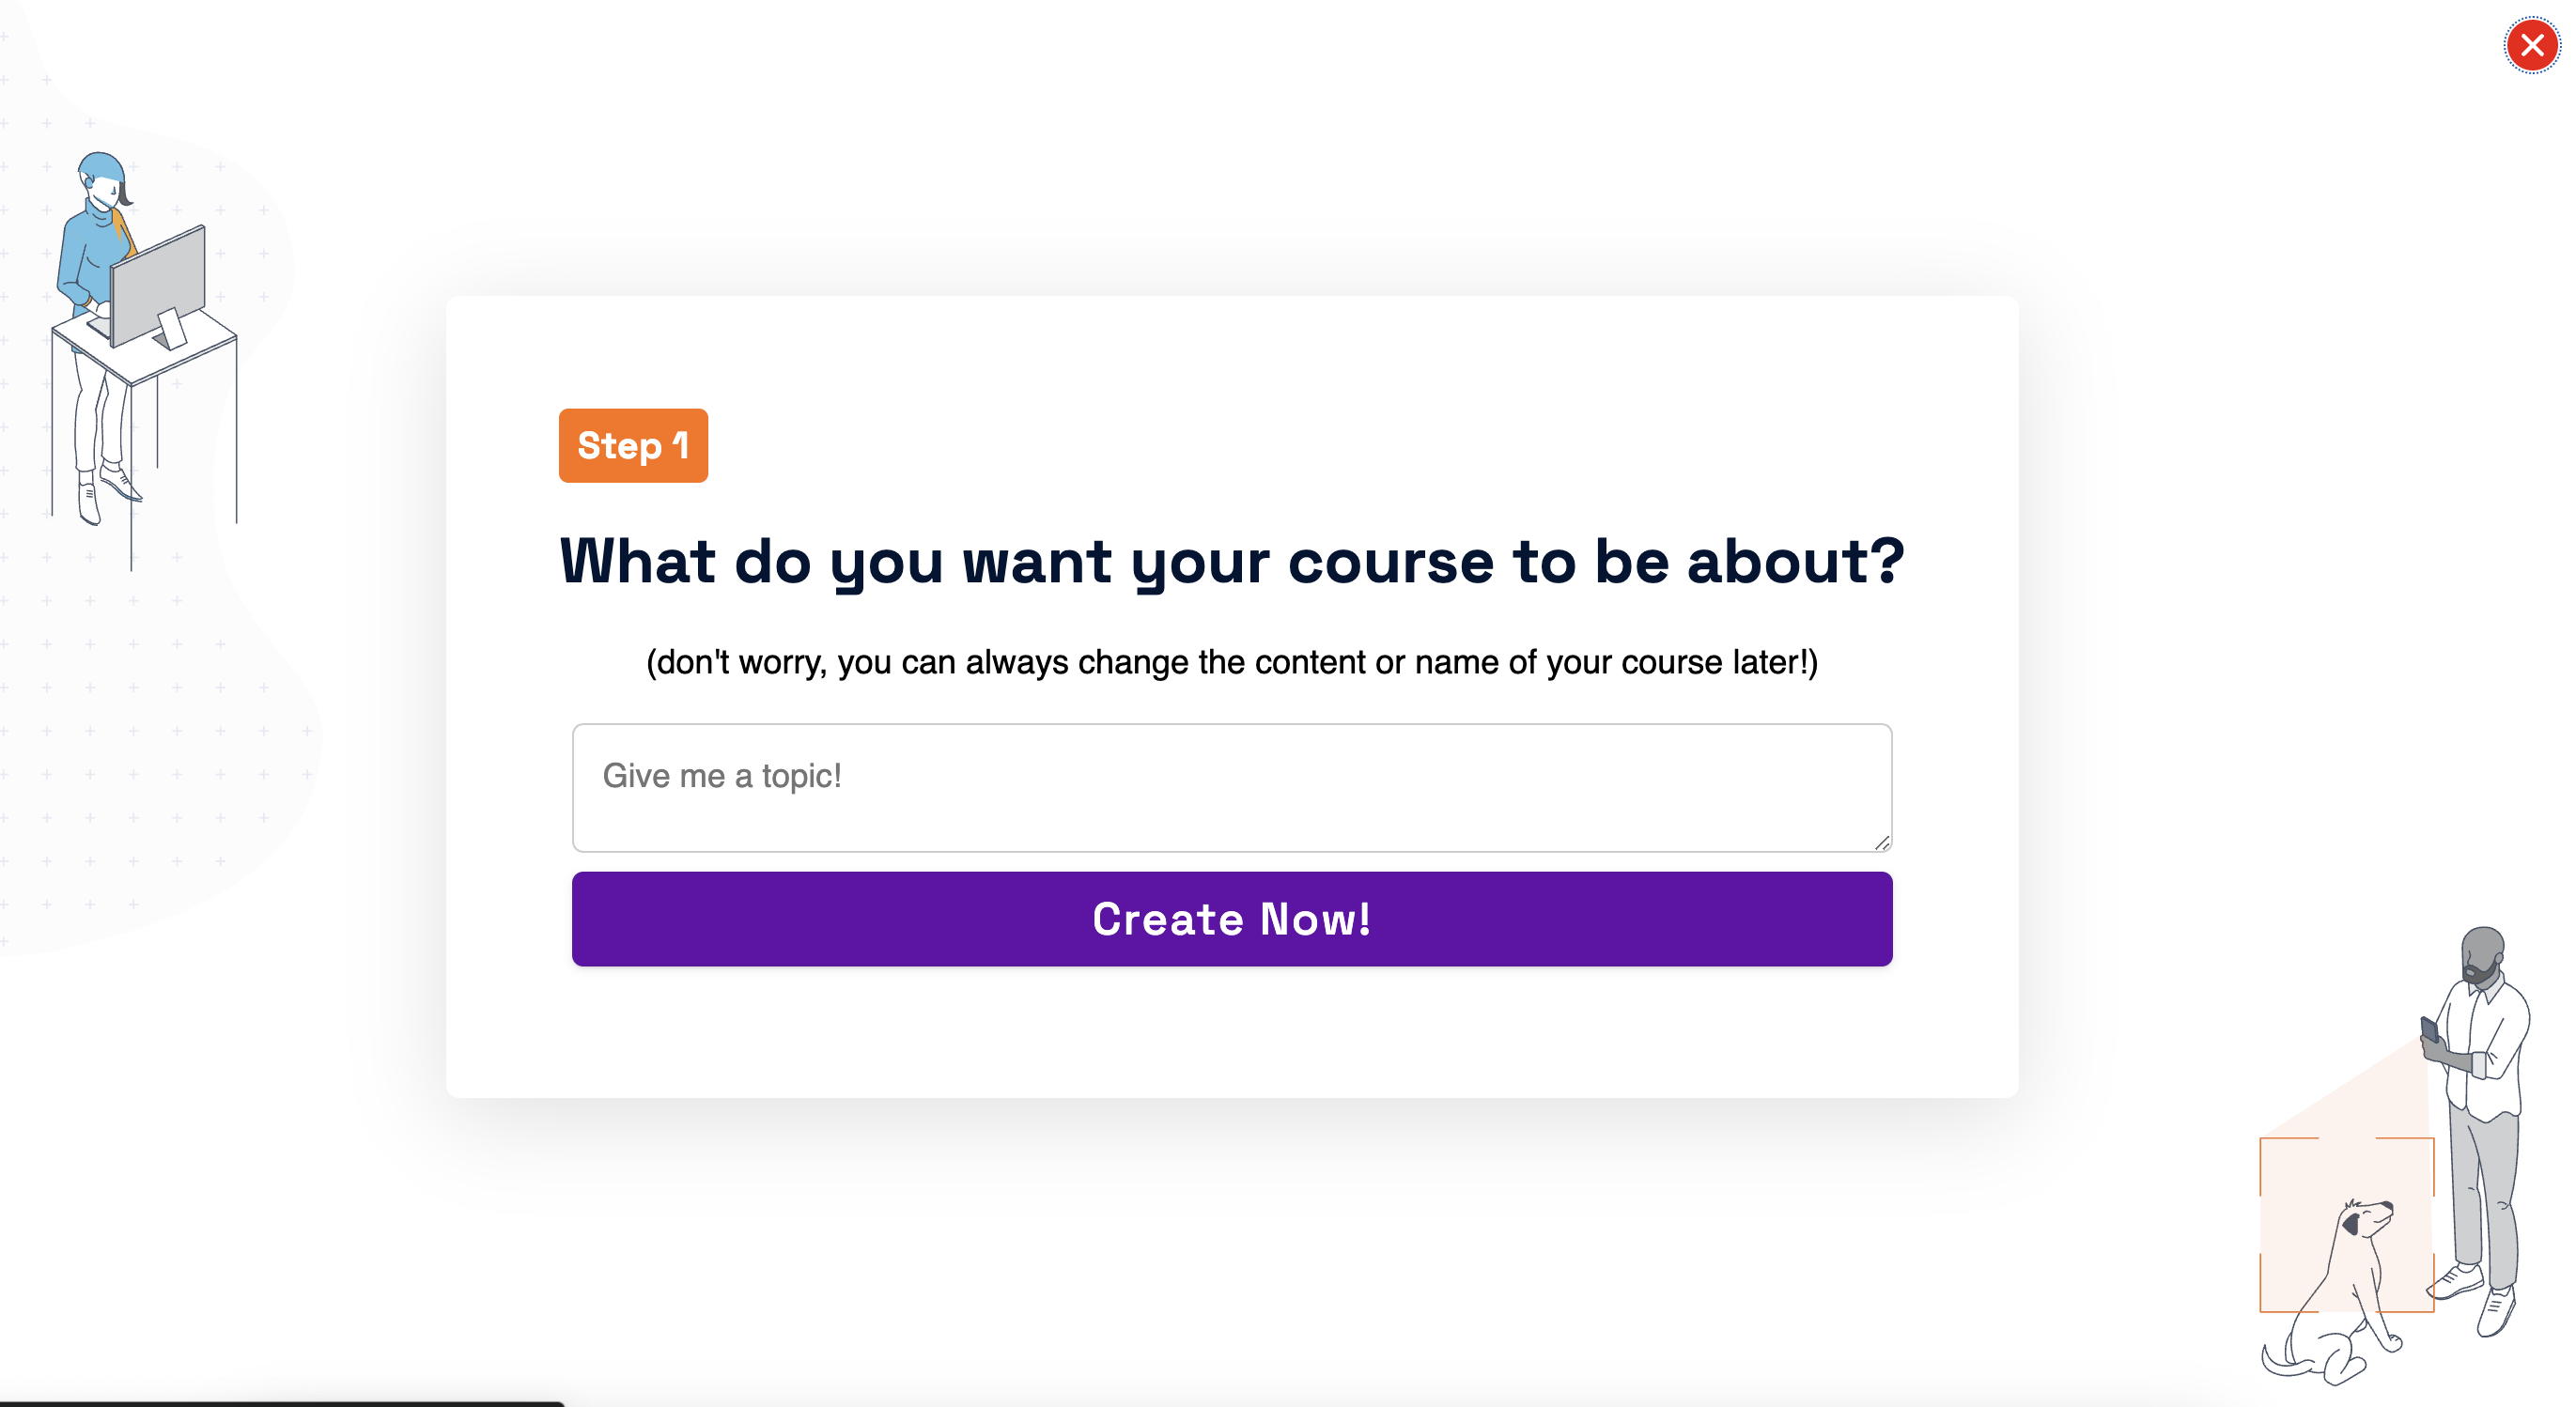 Step 1
What do you want your course to be about?
(don't worry, you can always change the content or name of your course later!)
Give me a topic!
Create Now!